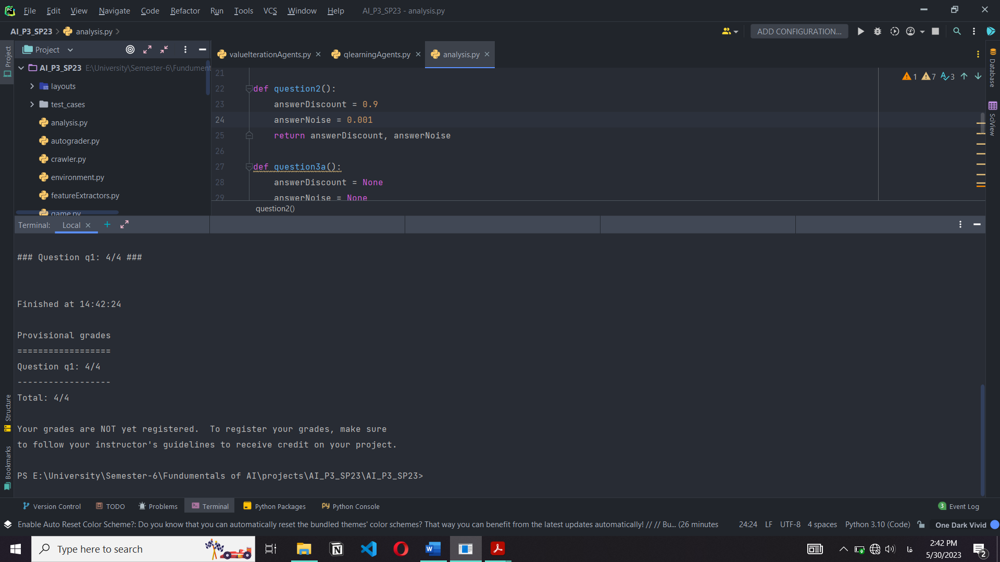 File Edit View Navigate Code Refactor Run Tools VCS Window Help AI_P3_SP23 - analysis.py
AI_P3_SP23 analysis.py
ADD CONFIGURATION...
Project
Project
valueIterationAgents.py
qlearningAgents.py
analysis.py
AI_P3_SP23 E:\University\Semester-6\Fundument
layouts
test_cases
analysis.py
autograder.py
crawler.py
environment.py
featureExtractors.py
game.py
1 7 3
21
22 def question2():
23 answerDiscount = 0.9
24 answerNoise = 0.001
25 return answerDiscount, answerNoise
26
27 def question3a():
28 answerDiscount = None
29 answerNoise = None
question2()
Database
SciView
Terminal: Local
### Question q1: 4/4 ###
Finished at 14:42:24
Provisional grades
==================
Question q1: 4/4
------------------
Total: 4/4
Your grades are NOT yet registered.  To register your grades, make sure
to follow your instructor's guidelines to receive credit on your project.
PS E:\University\Semester-6\Fundumentals of AI\projects\AI_P3_SP23\AI_P3_SP23>
Structure
Bookmarks
Version Control TODO Problems Terminal Python Packages Python Console
3 Event Log
Enable Auto Reset Color Scheme?: Do you know that you can automatically reset the bundled themes' color schemes? That way you can benefit from the latest updates automatically! // // Bu... (26 minutes
24:24 LF UTF-8 4 spaces Python 3.10 (Code) One Dark Vivid
Type here to search
فا
2:42 PM
5/30/2023
2